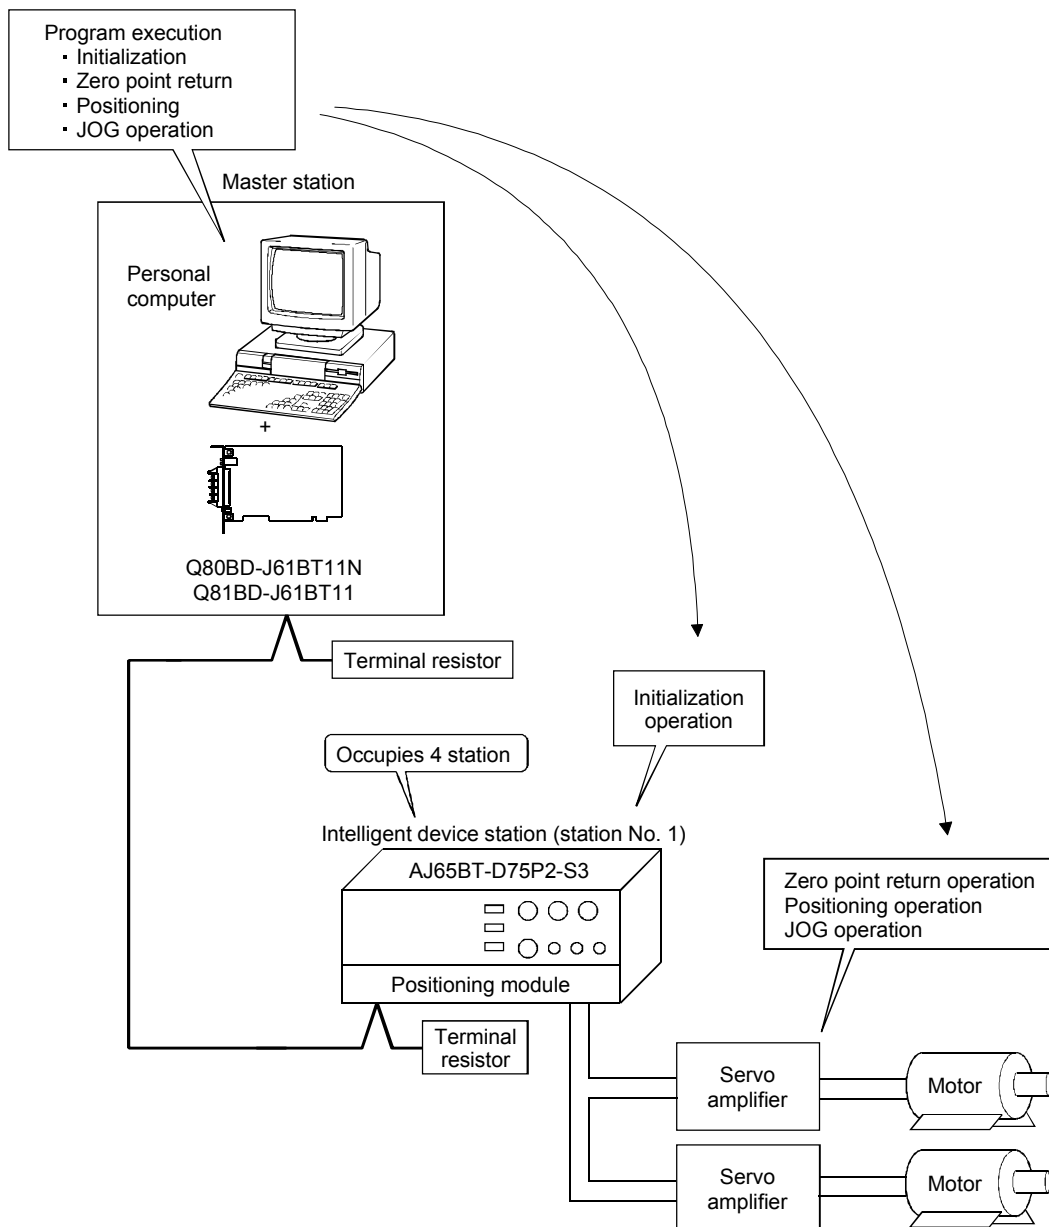 Program execution
・ Initialization
・ Zero point return
・ Positioning
・ JOG operation
Master station
Personal
computer
+
Q80BD-J61BT11N
Q81BD-J61BT11
Terminal resistor
Initialization
operation
Occupies 4 station
Intelligent device station (station No. 1)
AJ65BT-D75P2-S3
Positioning module
Terminal
resistor
Zero point return operation
Positioning operation
JOG operation
Servo
amplifier
Motor
Servo
amplifier
Motor